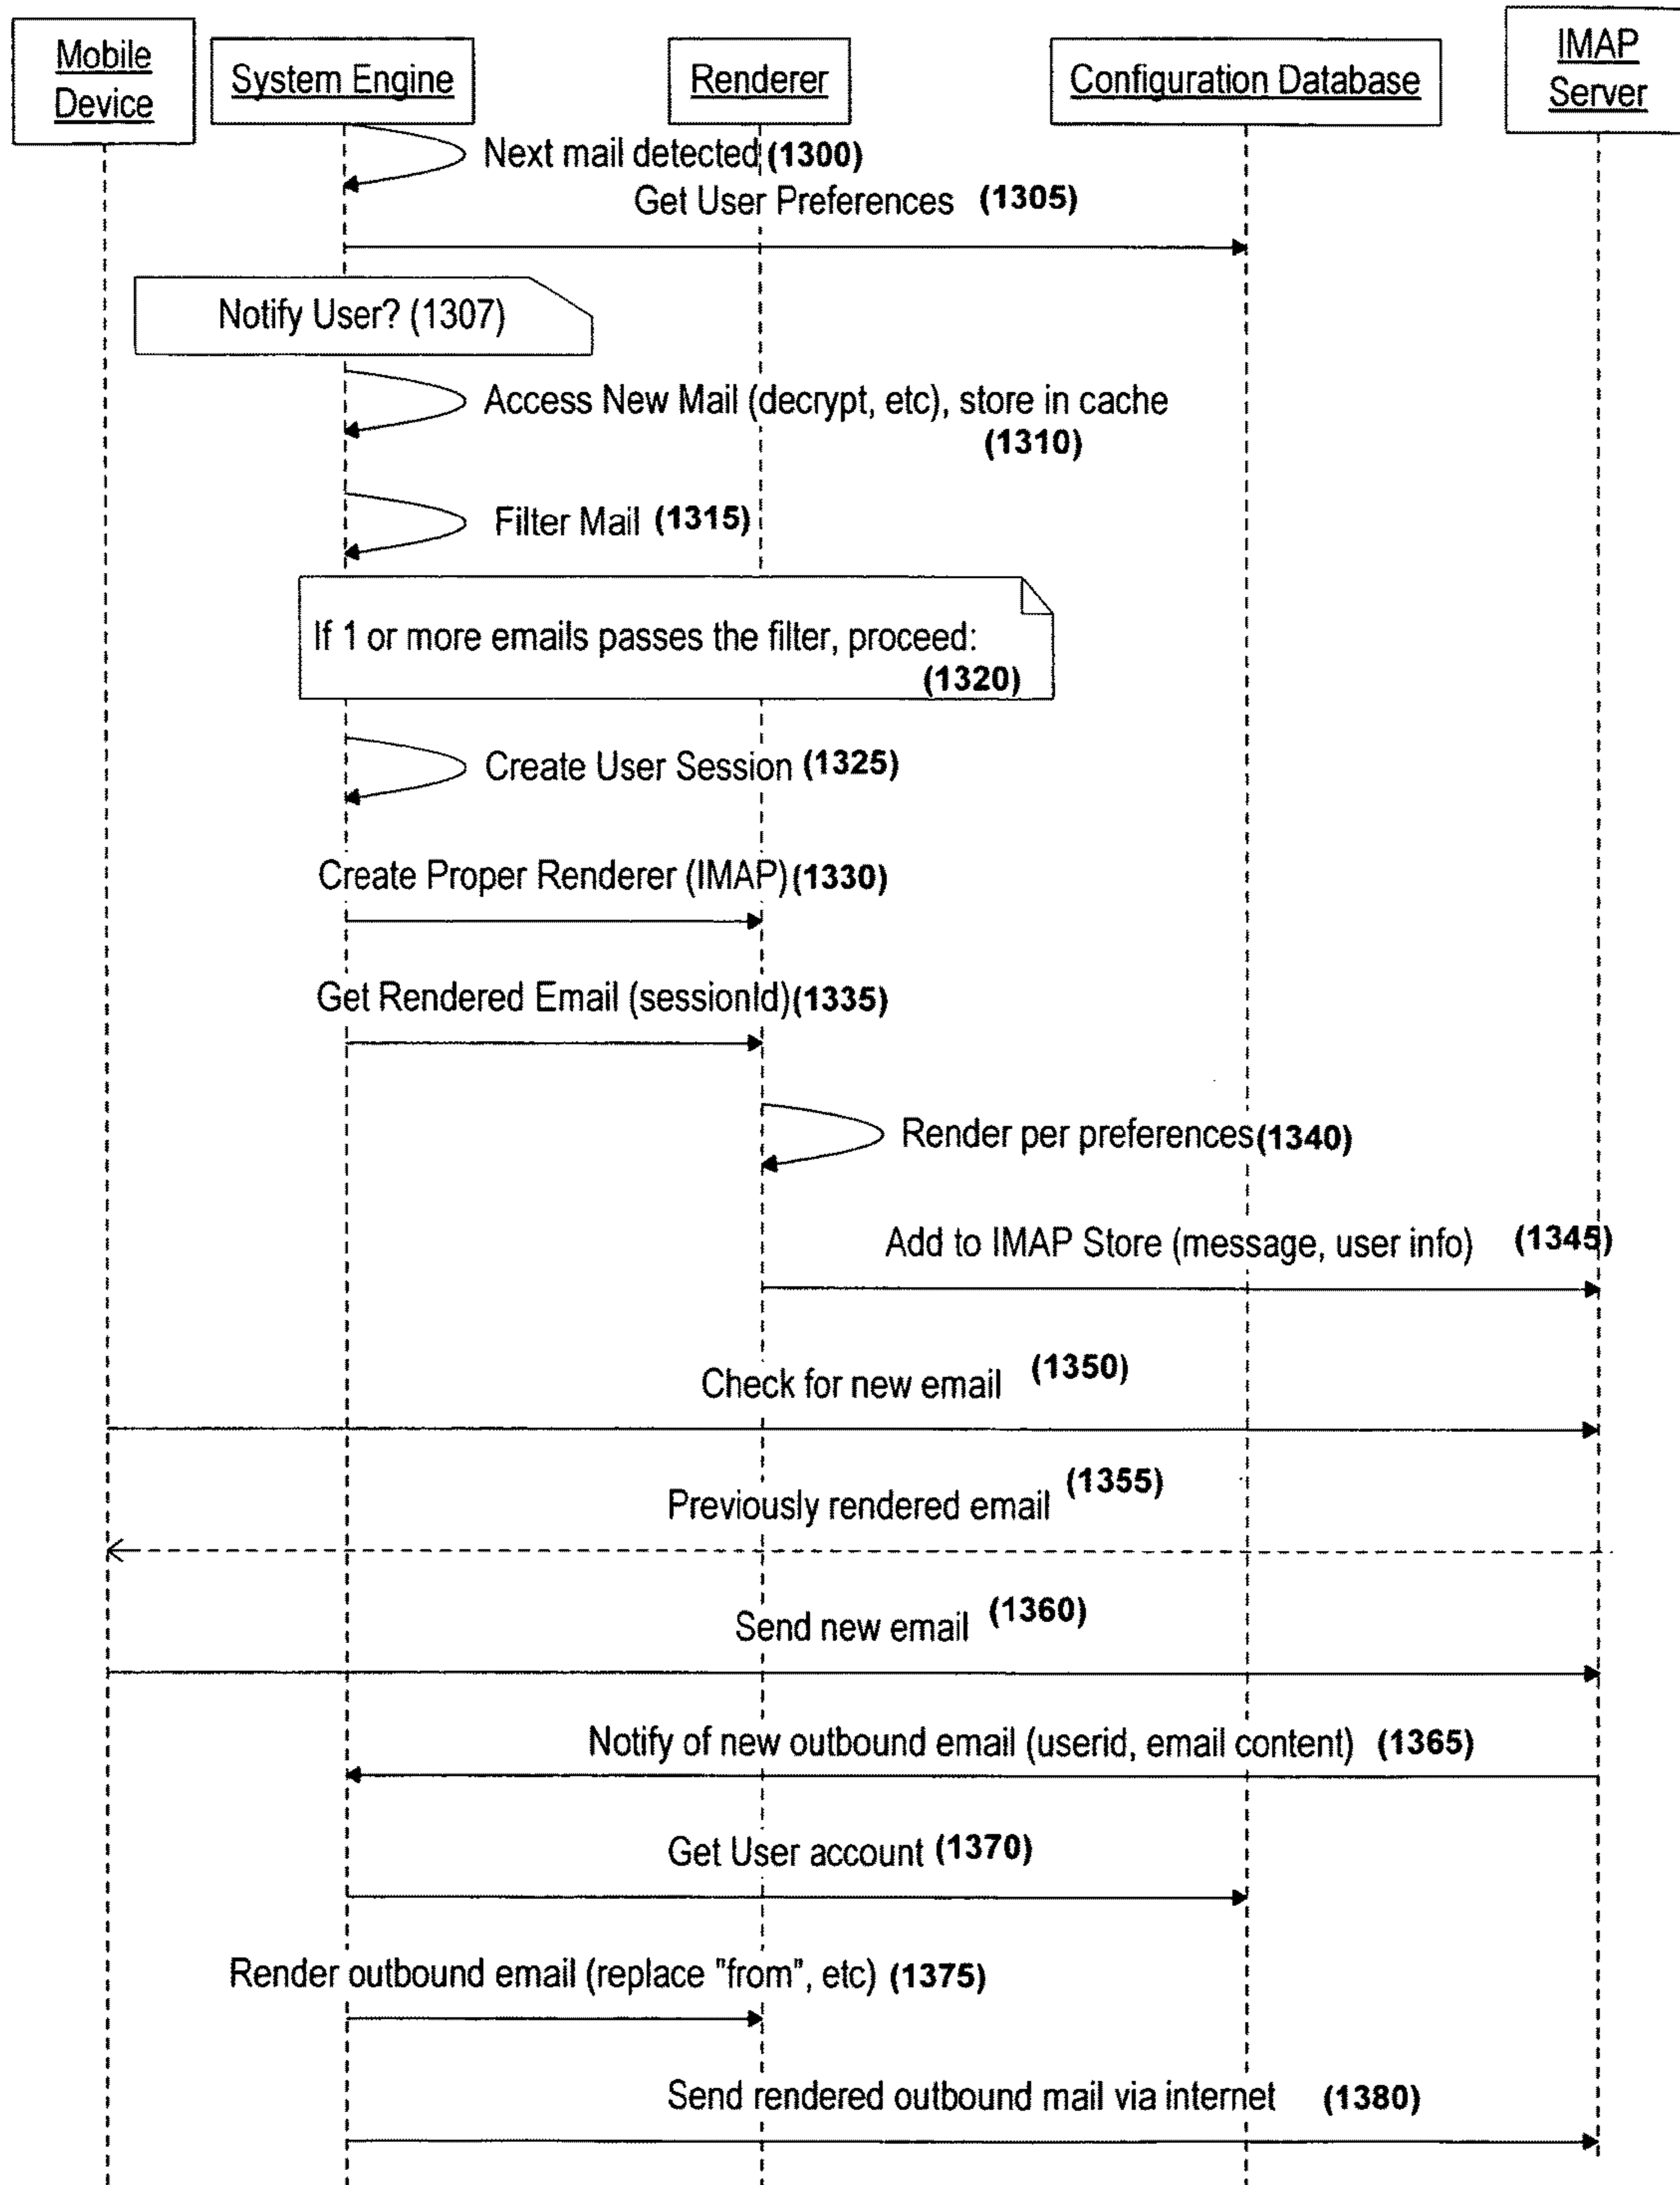 Mobile
Device
System Engine
Renderer
Configuration Database
IMAP
Server
Next mail detected (1300)
Get User Preferences (1305)
Notify User? (1307)
Access New Mail (decrypt, etc), store in cache
(1310)
Filter Mail (1315)
If 1 or more emails passes the filter, proceed:
(1320)
Create User Session (1325)
Create Proper Renderer (IMAP) (1330)
Get Rendered Email (sessionId) (1335)
Render per preferences (1340)
Add to IMAP Store (message, user info) (1345)
Check for new email (1350)
Previously rendered email (1355)
Send new email (1360)
Notify of new outbound email (userid, email content) (1365)
Get User account (1370)
Render outbound email (replace "from", etc) (1375)
Send rendered outbound mail via internet (1380)